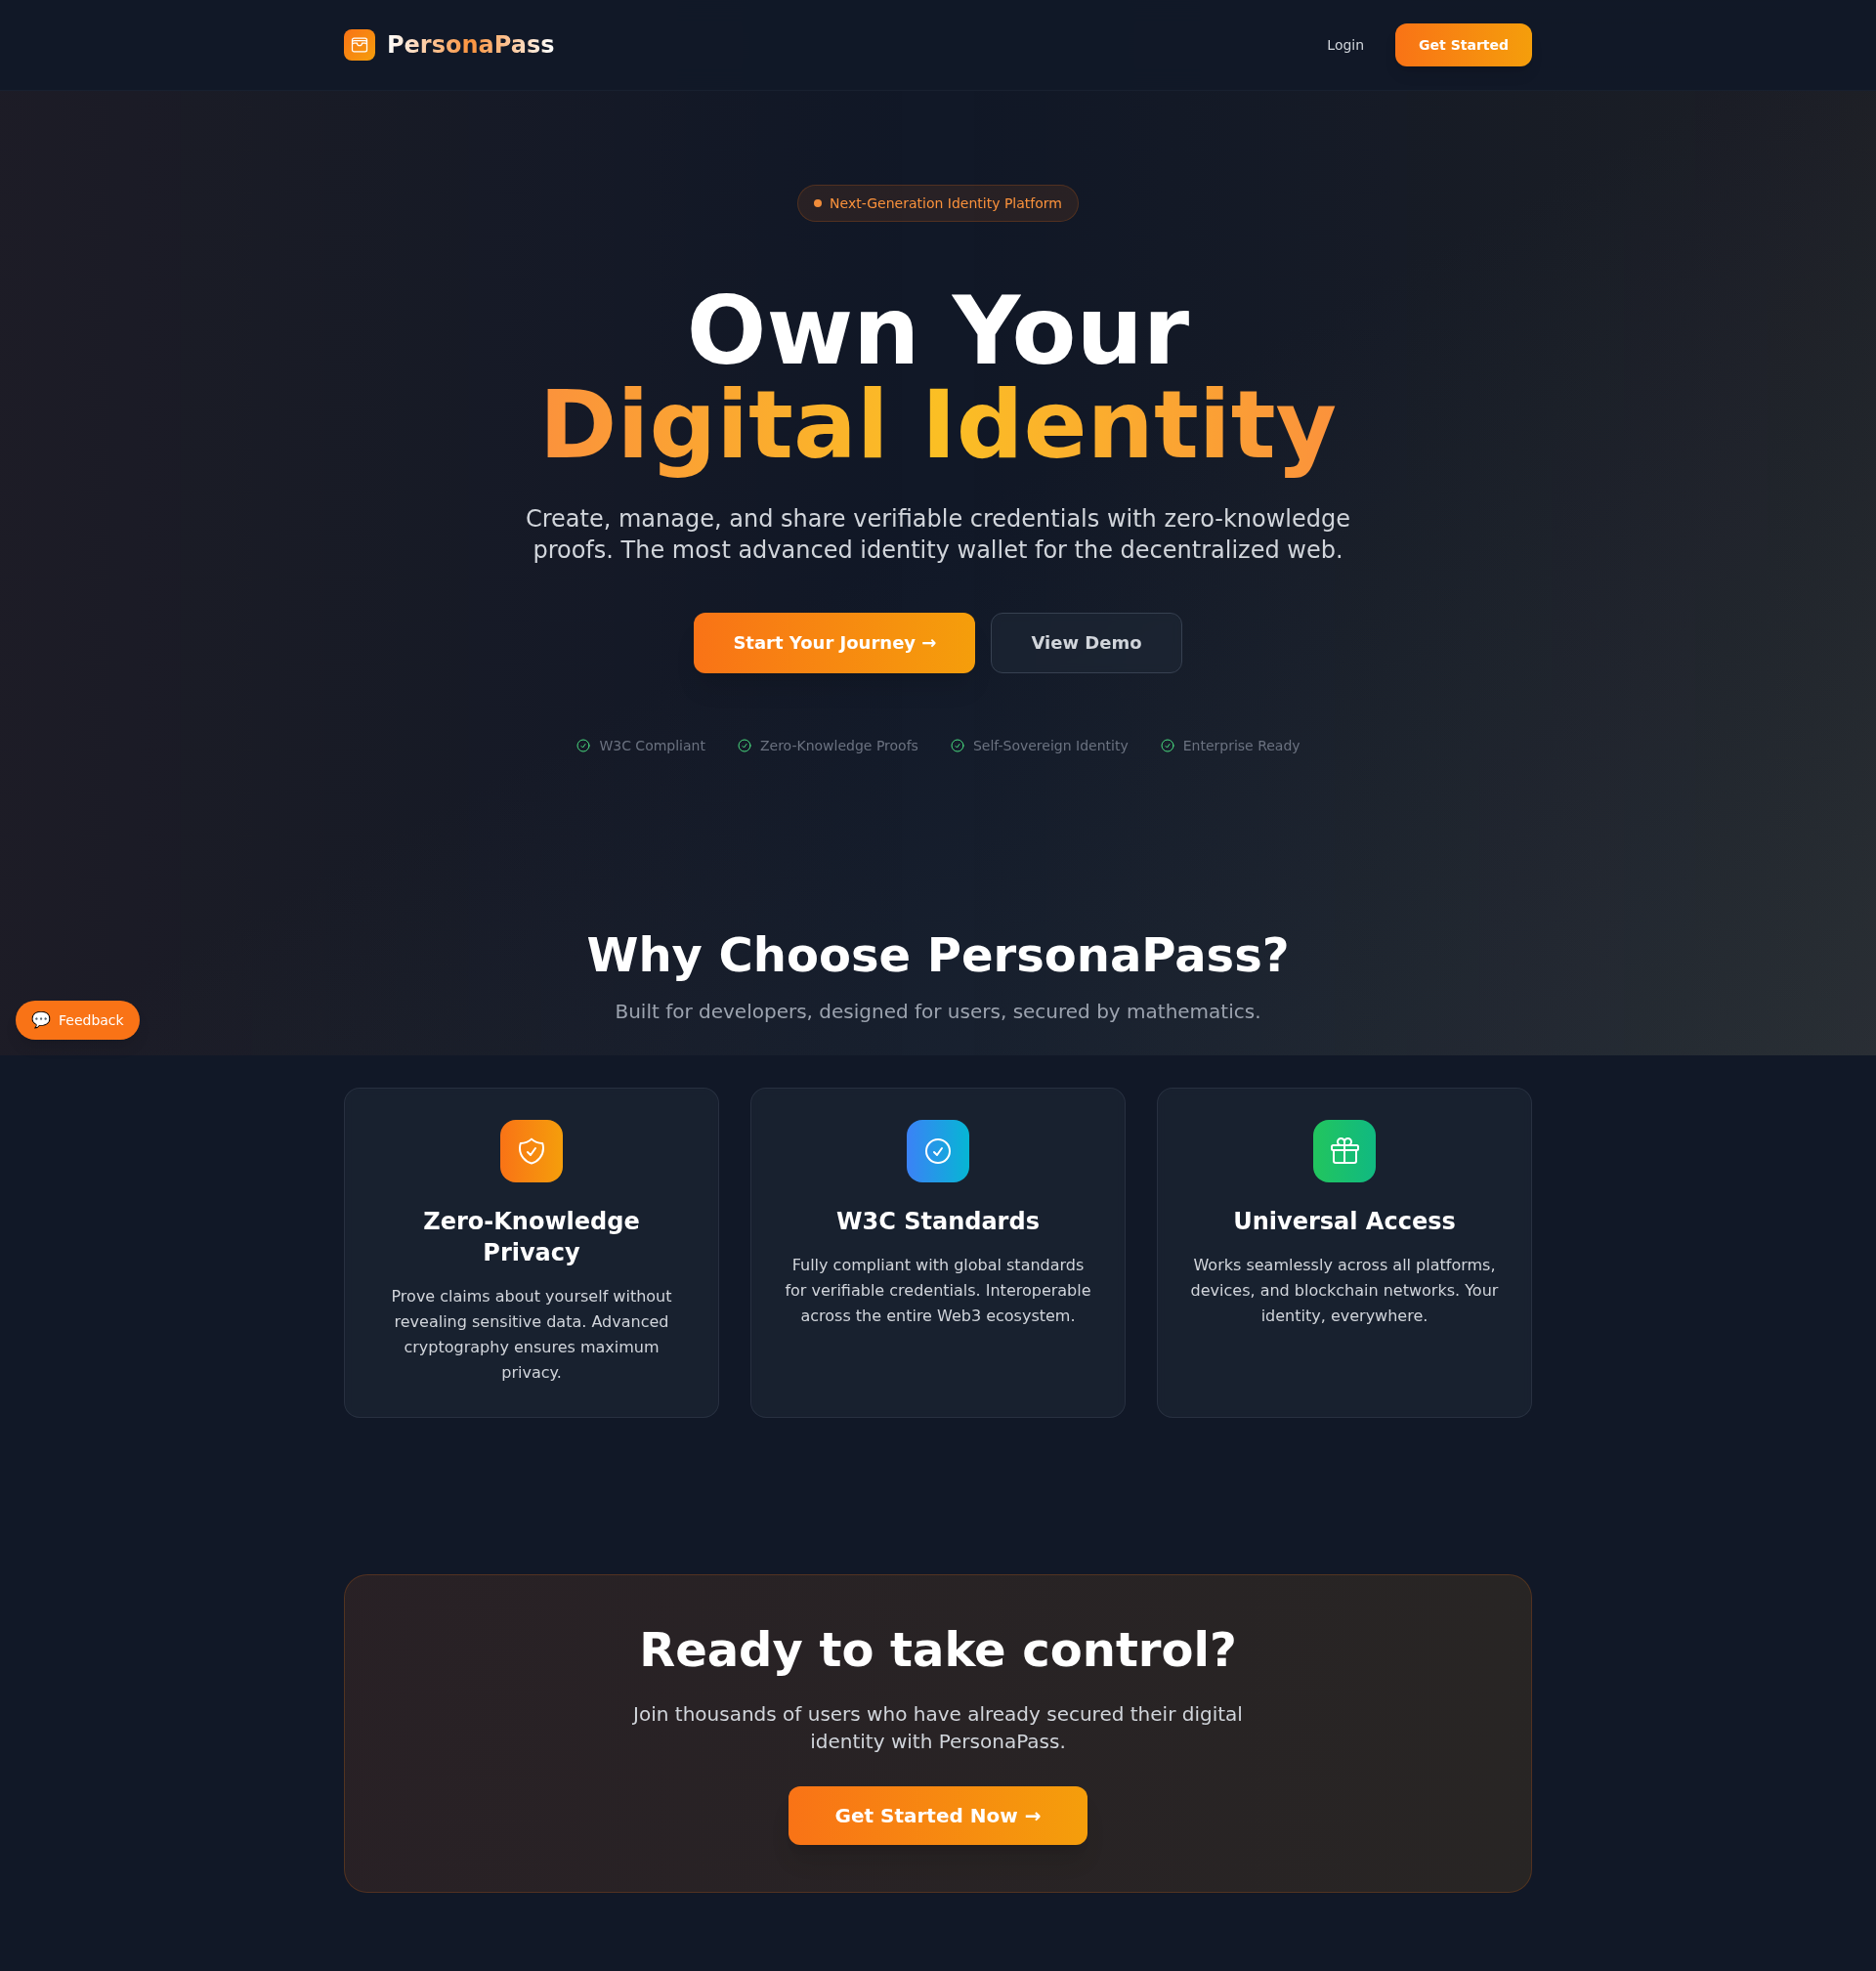 PersonaPass
Login
Get Started
Next-Generation Identity Platform
Own Your
Digital Identity
Create, manage, and share verifiable credentials with zero-knowledge
proofs. The most advanced identity wallet for the decentralized web.
Start Your Journey →
View Demo
W3C Compliant
Zero-Knowledge Proofs
Self-Sovereign Identity
Enterprise Ready
Why Choose PersonaPass?
Built for developers, designed for users, secured by mathematics.
💬 Feedback
Zero-Knowledge
Privacy
Prove claims about yourself without
revealing sensitive data. Advanced
cryptography ensures maximum
privacy.
W3C Standards
Fully compliant with global standards
for verifiable credentials. Interoperable
across the entire Web3 ecosystem.
Universal Access
Works seamlessly across all platforms,
devices, and blockchain networks. Your
identity, everywhere.
Ready to take control?
Join thousands of users who have already secured their digital
identity with PersonaPass.
Get Started Now →